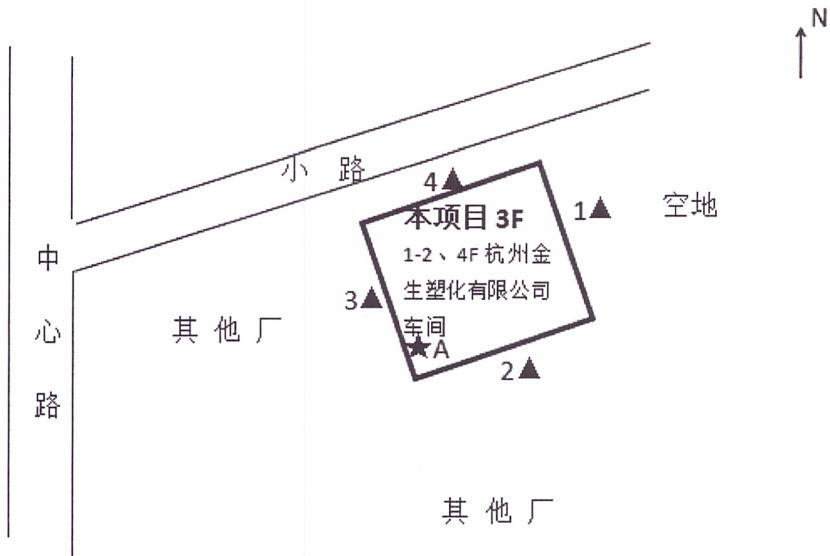 N
小 路
4▲
本项目 3F
1▲
空地
1-2、4F 杭州金
生塑化有限公司
车间
中心路
3▲
其他厂
★A
2▲
其他厂